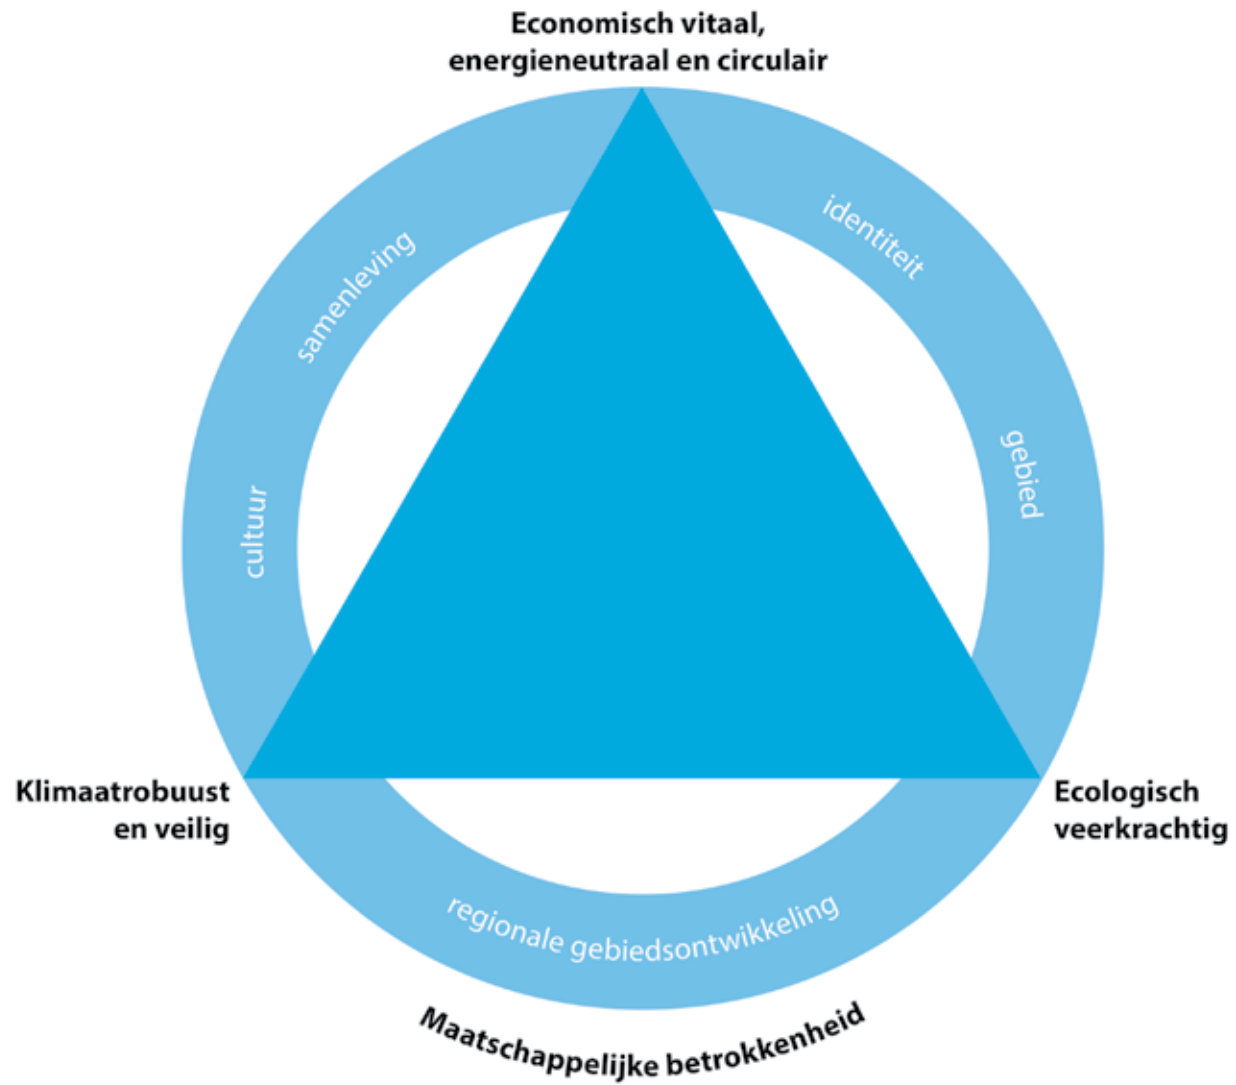 Economisch vitaal,
energieneutraal en circulair
samenleving
identiteit
cultuur
gebied
Klimaatrobuust
en veilig
Ecologisch
veerkrachtig
regionale gebiedsontwikkeling
Maatschappelijke betrokkenheid